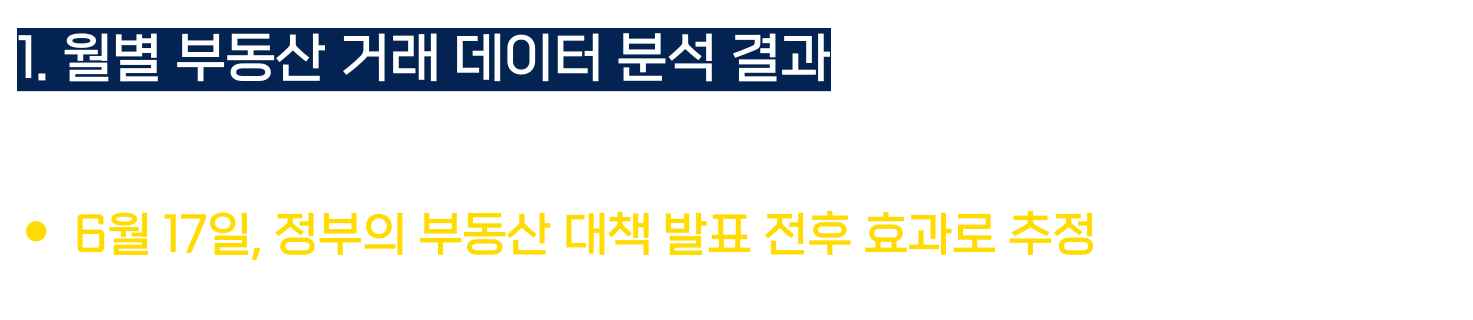 1. 월별 부동산 거래 데이터 분석 결과
• 6월 17일, 정부의 부동산 대책 발표 전후 효과로 추정